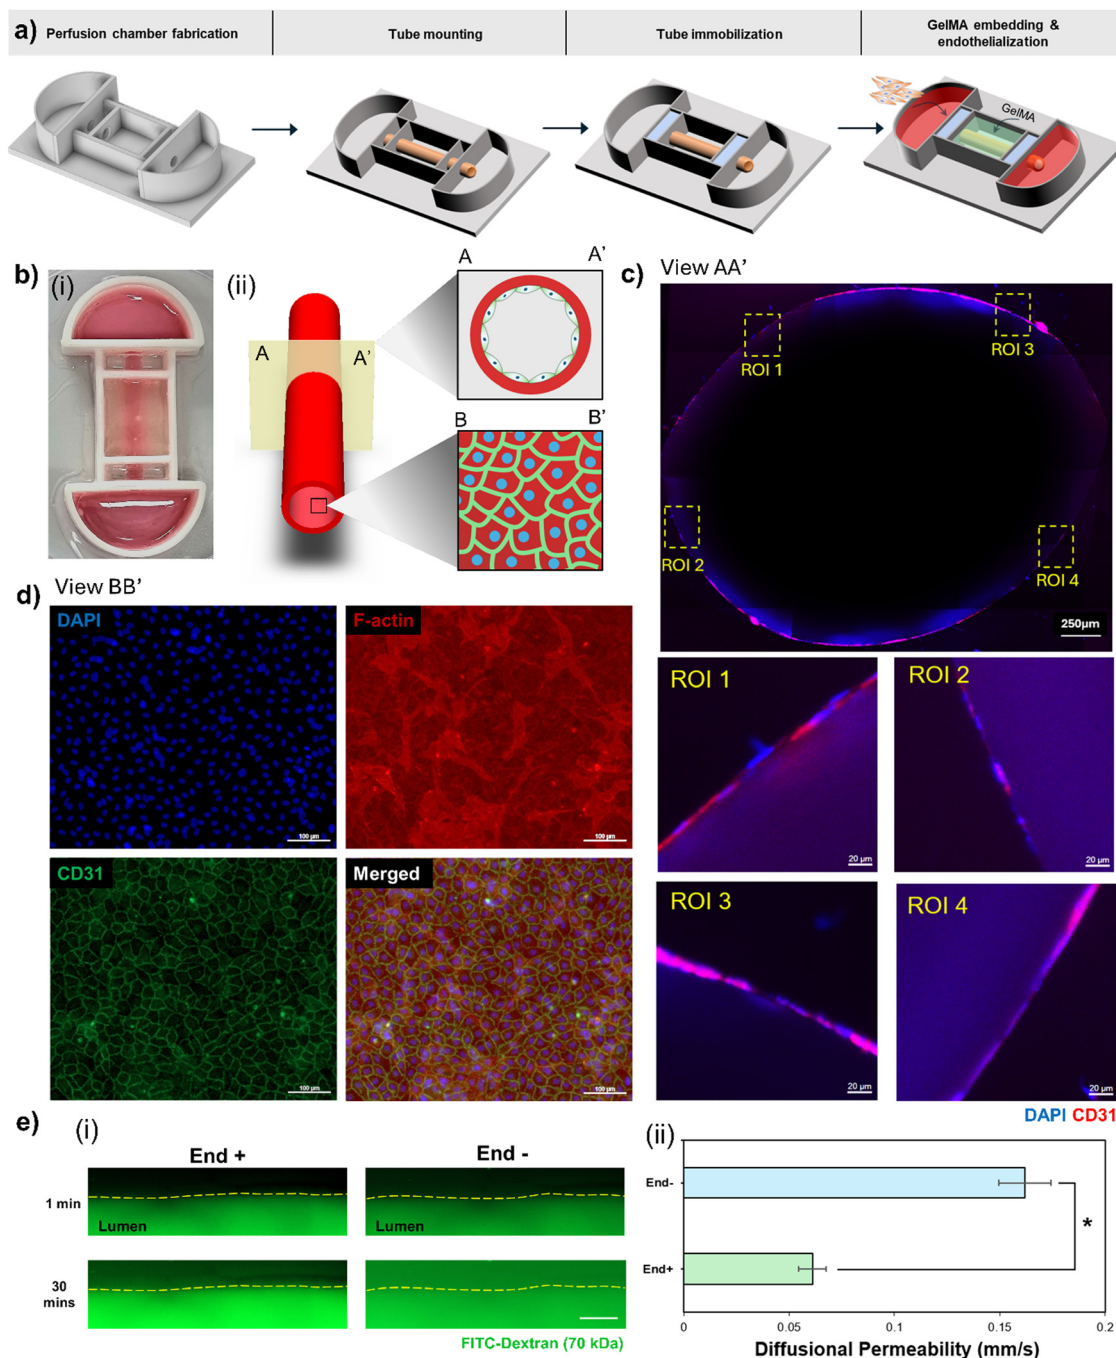 a)
Perfusion chamber fabrication
Tube mounting
Tube immobilization
GelMA embedding &
endothelialization
GelMA
b)
(i)
(ii)
A
A'
A
A'
B
B'
c)
View AA'
ROI 1
ROI 3
ROI 2
ROI 4
250µm
ROI 1
ROI 2
20 µm
20 µm
ROI 3
ROI 4
20 µm
20 µm
DAPI CD31
View BB'
d)
DAPI
F-actin
100 µm
100 µm
CD31
Merged
100 µm
100 µm
e)
(i)
End +
End -
1 min
Lumen
30
mins
FITC-Dextran (70 kDa)
(ii)
End-
End+
*
0
0.05
0.1
0.15
0.2
Diffusional Permeability (mm/s)